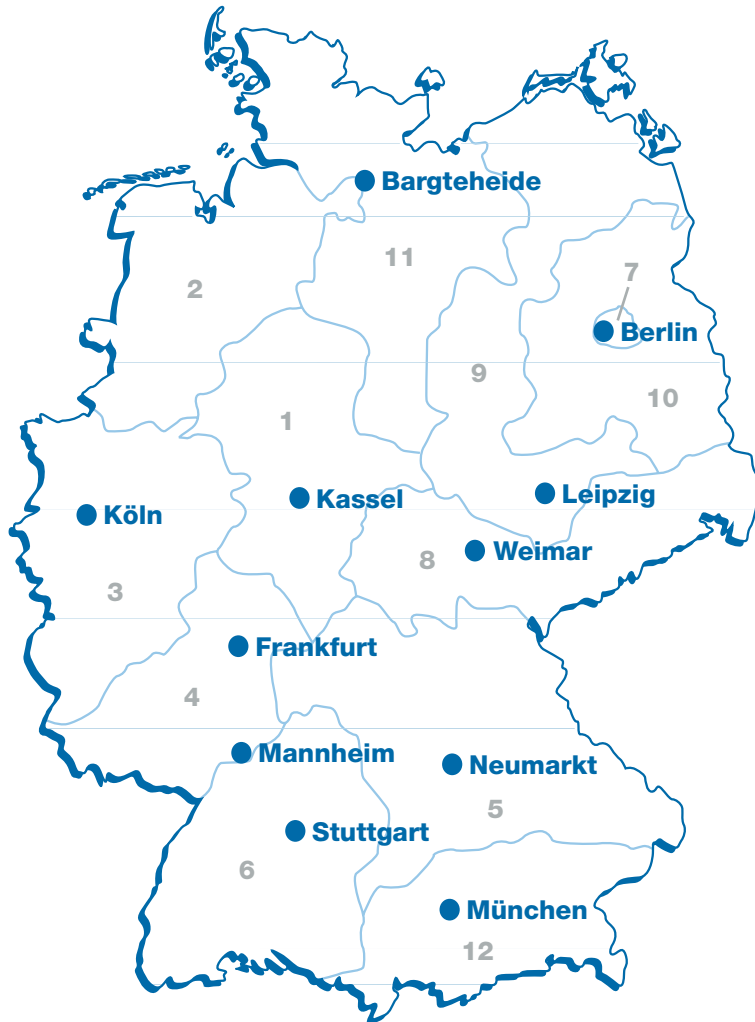 Bargteheide
11
7
2
Berlin
9
10
1
Leipzig
Kassel
Köln
Weimar
8
3
Frankfurt
4
Mannheim
Neumarkt
5
Stuttgart
6
München
12